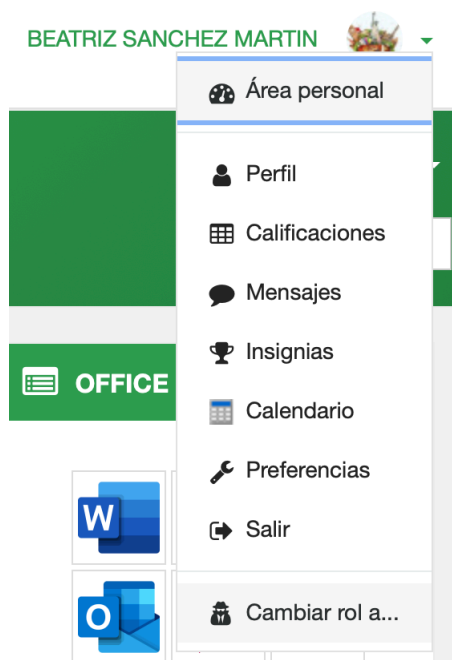 BEATRIZ SANCHEZ MARTIN
Área personal
Perfil
Calificaciones
Mensajes
Insignias
OFFICE
Calendario
Preferencias
W
Salir
O
Cambiar rol a...